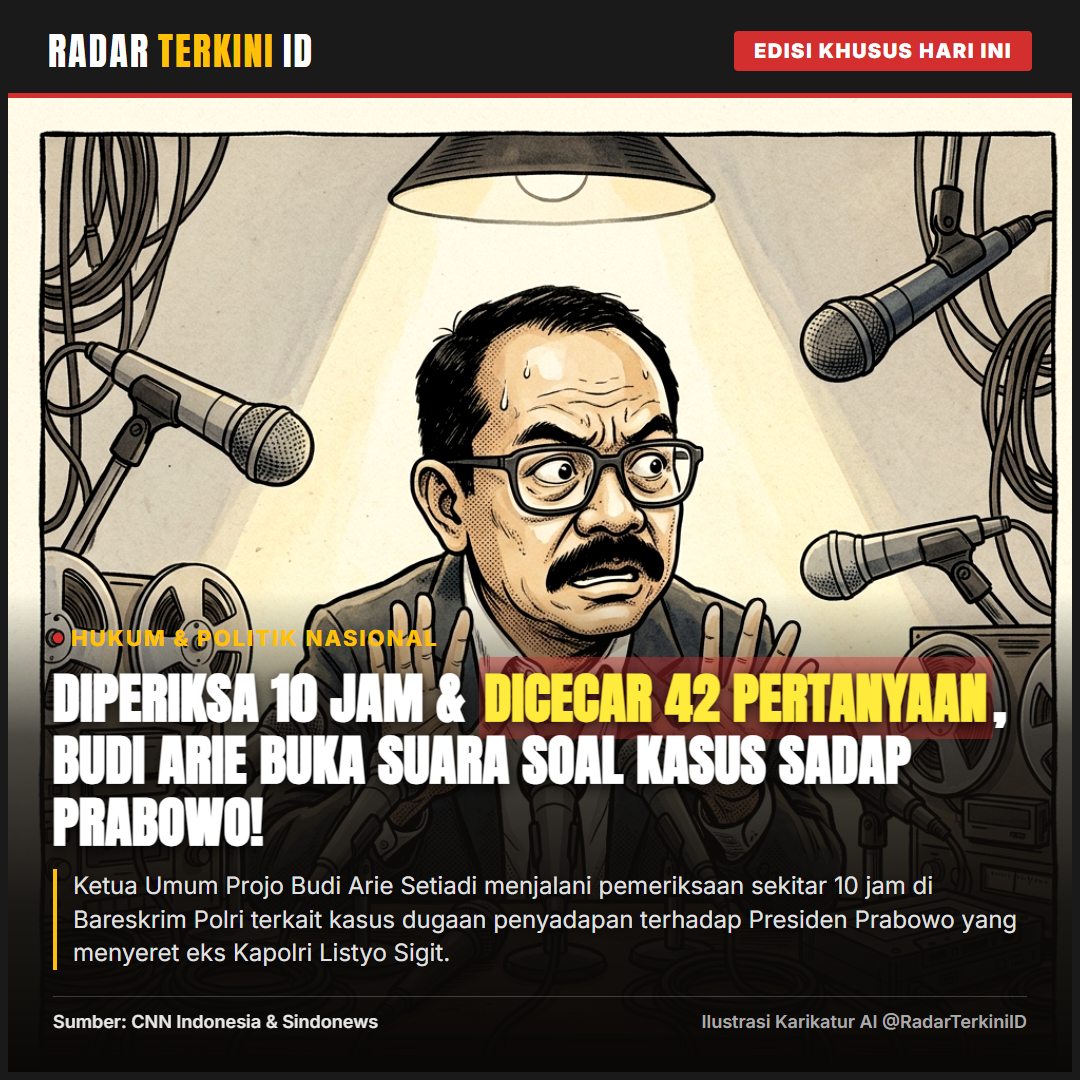 RADAR TERKINI ID
EDISI KHUSUS HARI INI
HUKUM & POLITIK NASIONAL
DIPERIKSA 10 JAM & DICECAR 42 PERTANYAAN,
BUDI ARIE BUKA SUARA SOAL KASUS SADAP
PRABOWO!
Ketua Umum Projo Budi Arie Setiadi menjalani pemeriksaan sekitar 10 jam di
Bareskrim Polri terkait kasus dugaan penyadapan terhadap Presiden Prabowo yang
menyeret eks Kapolri Listyo Sigit.
Sumber: CNN Indonesia & Sindonews
Ilustrasi Karikatur AI @RadarTerkiniID